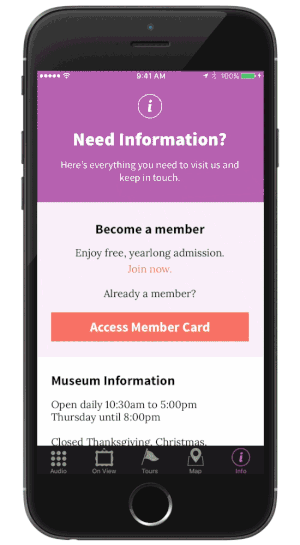 9:41 AM 100%
i
Need Information?
Here's everything you need to visit us and
keep in touch.
Become a member
Enjoy free, yearlong admission.
Join now.
Already a member?
Access Member Card
Museum Information
Open daily 10:30am to 5:00pm
Thursday until 8:00pm
Closed Thanksgiving, Christmas,
Audio On View Tours Map Info